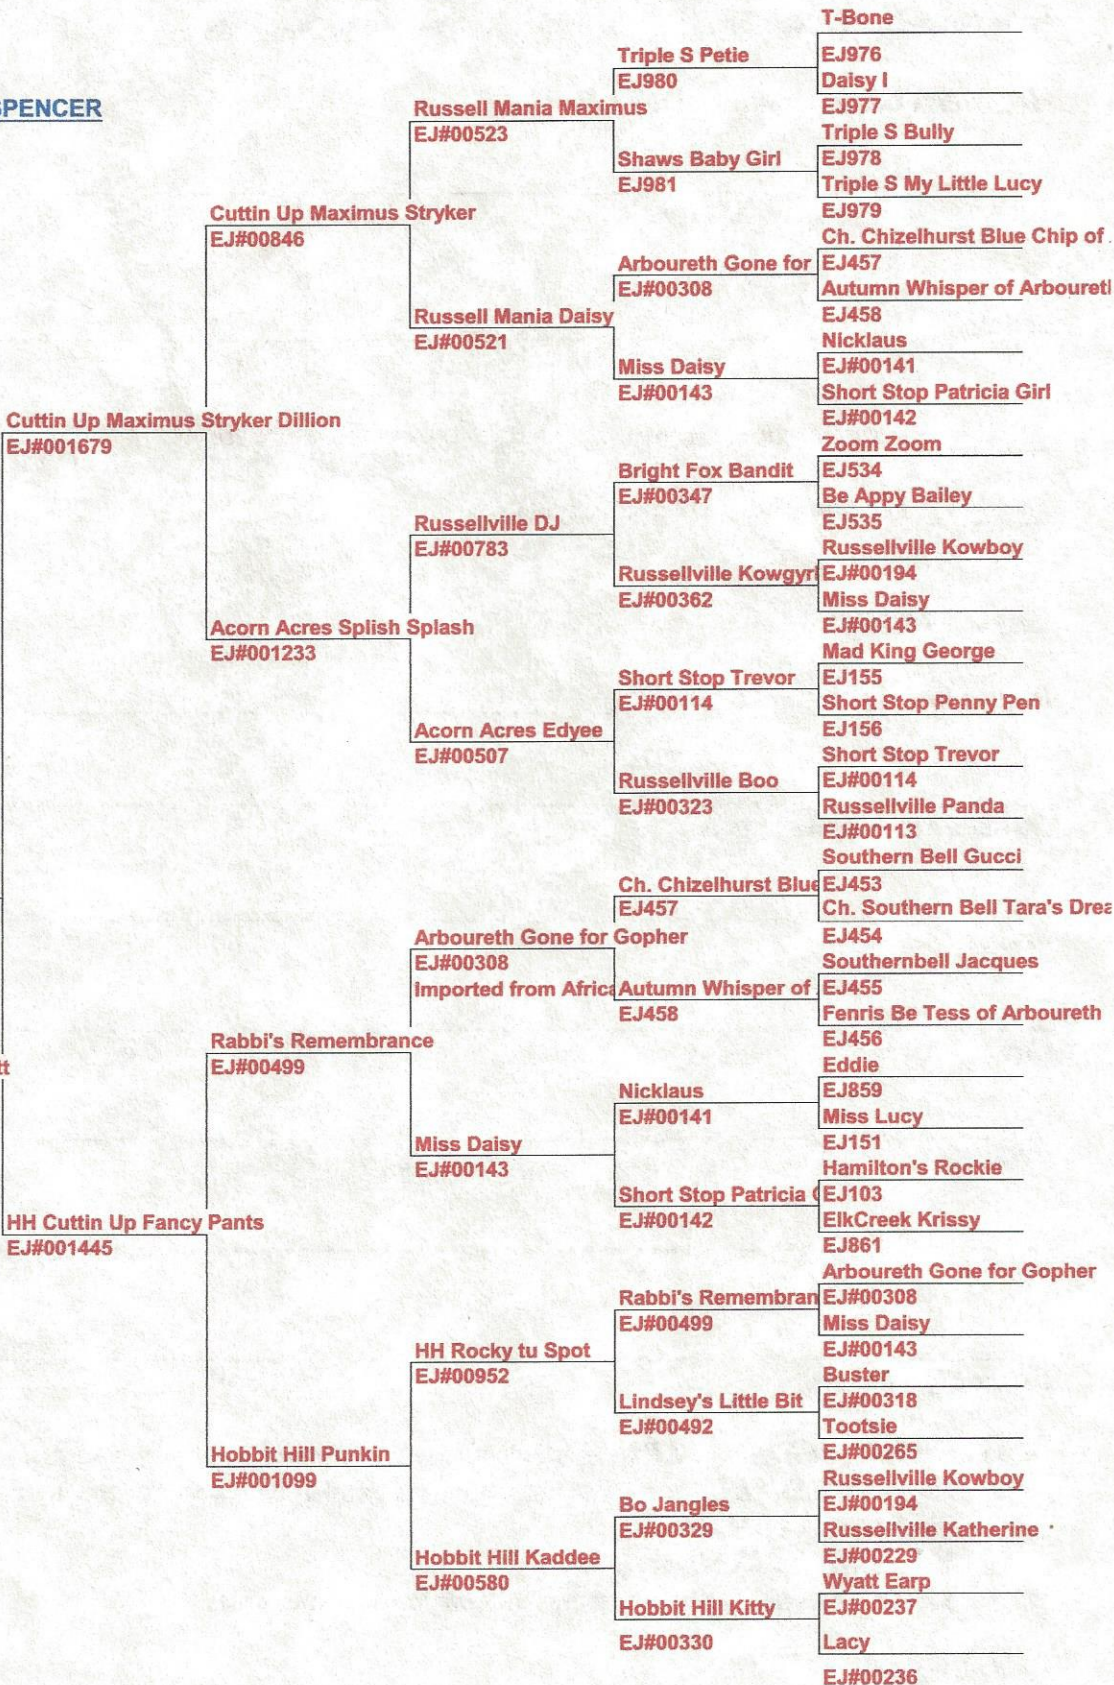 SPENCER
Cuttin Up Maximus Stryker Dillion
EJ#001679
tt
HH Cuttin Up Fancy Pants
EJ#001445
Cuttin Up Maximus Stryker
EJ#00846
Acorn Acres Splish Splash
EJ#001233
Rabbi's Remembrance
EJ#00499
Hobbit Hill Punkin
EJ#001099
Russell Mania Maximus
EJ#00523
Russell Mania Daisy
EJ#00521
Russellville DJ
EJ#00783
Acorn Acres Edyee
EJ#00507
Arboureth Gone for Gopher
EJ#00308
Imported from Africa
Miss Daisy
EJ#00143
HH Rocky tu Spot
EJ#00952
Hobbit Hill Kaddee
EJ#00580
Triple S Petie
EJ980
Shaws Baby Girl
EJ981
Arboureth Gone for
EJ#00308
Miss Daisy
EJ#00143
Bright Fox Bandit
EJ#00347
Russellville Kowgyrl
EJ#00362
Short Stop Trevor
EJ#00114
Russellville Boo
EJ#00323
Ch. Chizelhurst Blue
EJ457
Autumn Whisper of
EJ458
Nicklaus
EJ#00141
Short Stop Patricia
EJ#00142
Rabbi's Remembran
EJ#00499
Lindsey's Little Bit
EJ#00492
Bo Jangles
EJ#00329
Hobbit Hill Kitty
EJ#00330
T-Bone
EJ976
Daisy I
EJ977
Triple S Bully
EJ978
Triple S My Little Lucy
EJ979
Ch. Chizelhurst Blue Chip of
EJ457
Autumn Whisper of Arbouret
EJ458
Nicklaus
EJ#00141
Short Stop Patricia Girl
EJ#00142
Zoom Zoom
EJ534
Be Appy Bailey
EJ535
Russellville Kowboy
EJ#00194
Miss Daisy
EJ#00143
Mad King George
EJ155
Short Stop Penny Pen
EJ156
Short Stop Trevor
EJ#00114
Russellville Panda
EJ#00113
Southern Bell Gucci
EJ453
Ch. Southern Bell Tara's Drea
EJ454
Southernbell Jacques
EJ455
Fenris Be Tess of Arboureth
EJ456
Eddie
EJ859
Miss Lucy
EJ151
Hamilton's Rockie
EJ103
ElkCreek Krissy
EJ861
Arboureth Gone for Gopher
EJ#00308
Miss Daisy
EJ#00143
Buster
EJ#00318
Tootsie
EJ#00265
Russellville Kowboy
EJ#00194
Russellville Katherine
EJ#00229
Wyatt Earp
EJ#00237
Lacy
EJ#00236